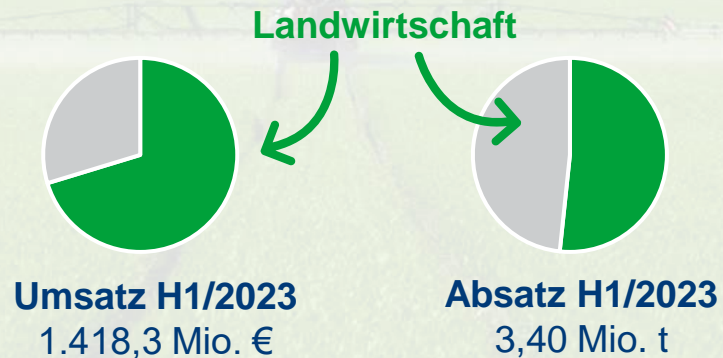 Landwirtschaft
Umsatz H1/2023
1.418,3 Mio. €
Absatz H1/2023
3,40 Mio. t